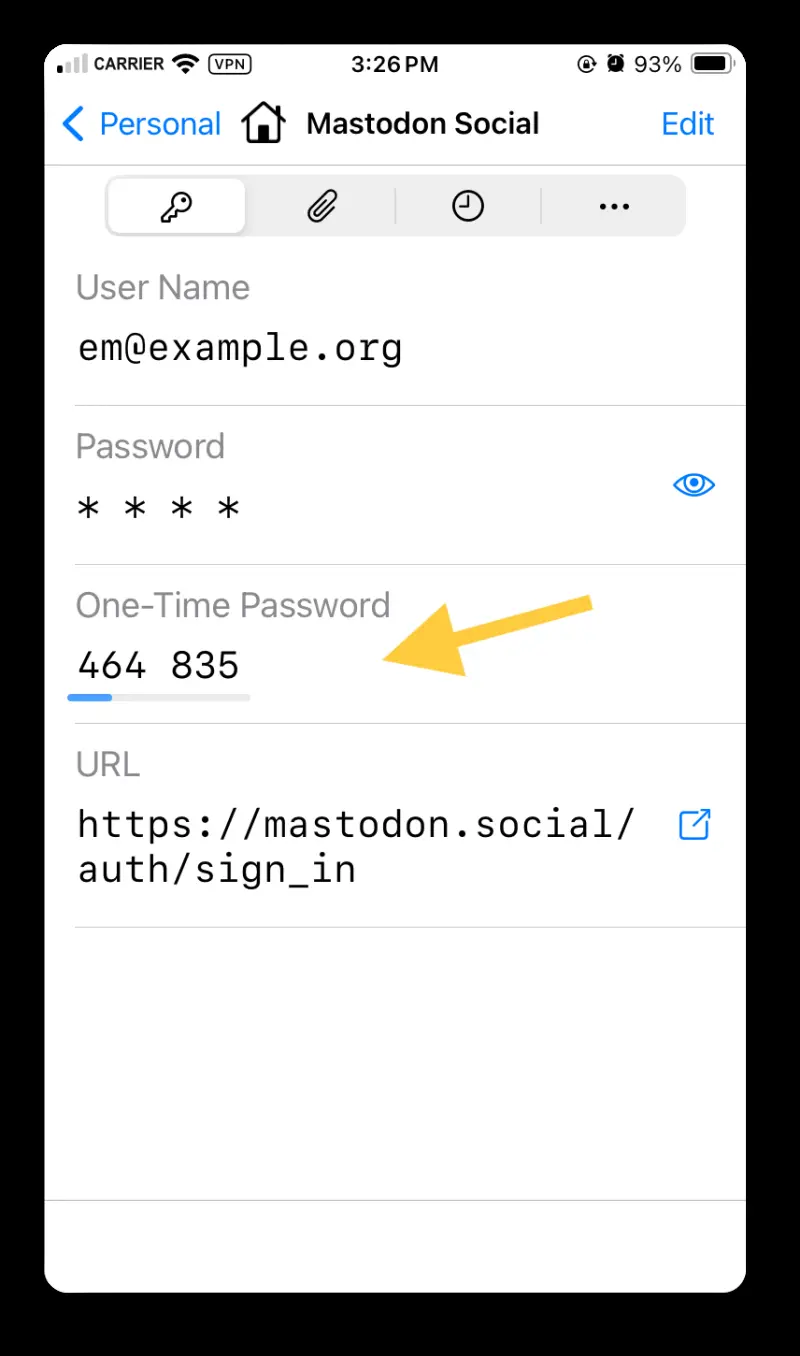 CARRIER VPN 3:26 PM 93%
Personal Mastodon Social Edit
User Name
em@example.org
Password
* * * *
One-Time Password
464 835
URL
https://mastodon.social/
auth/sign_in